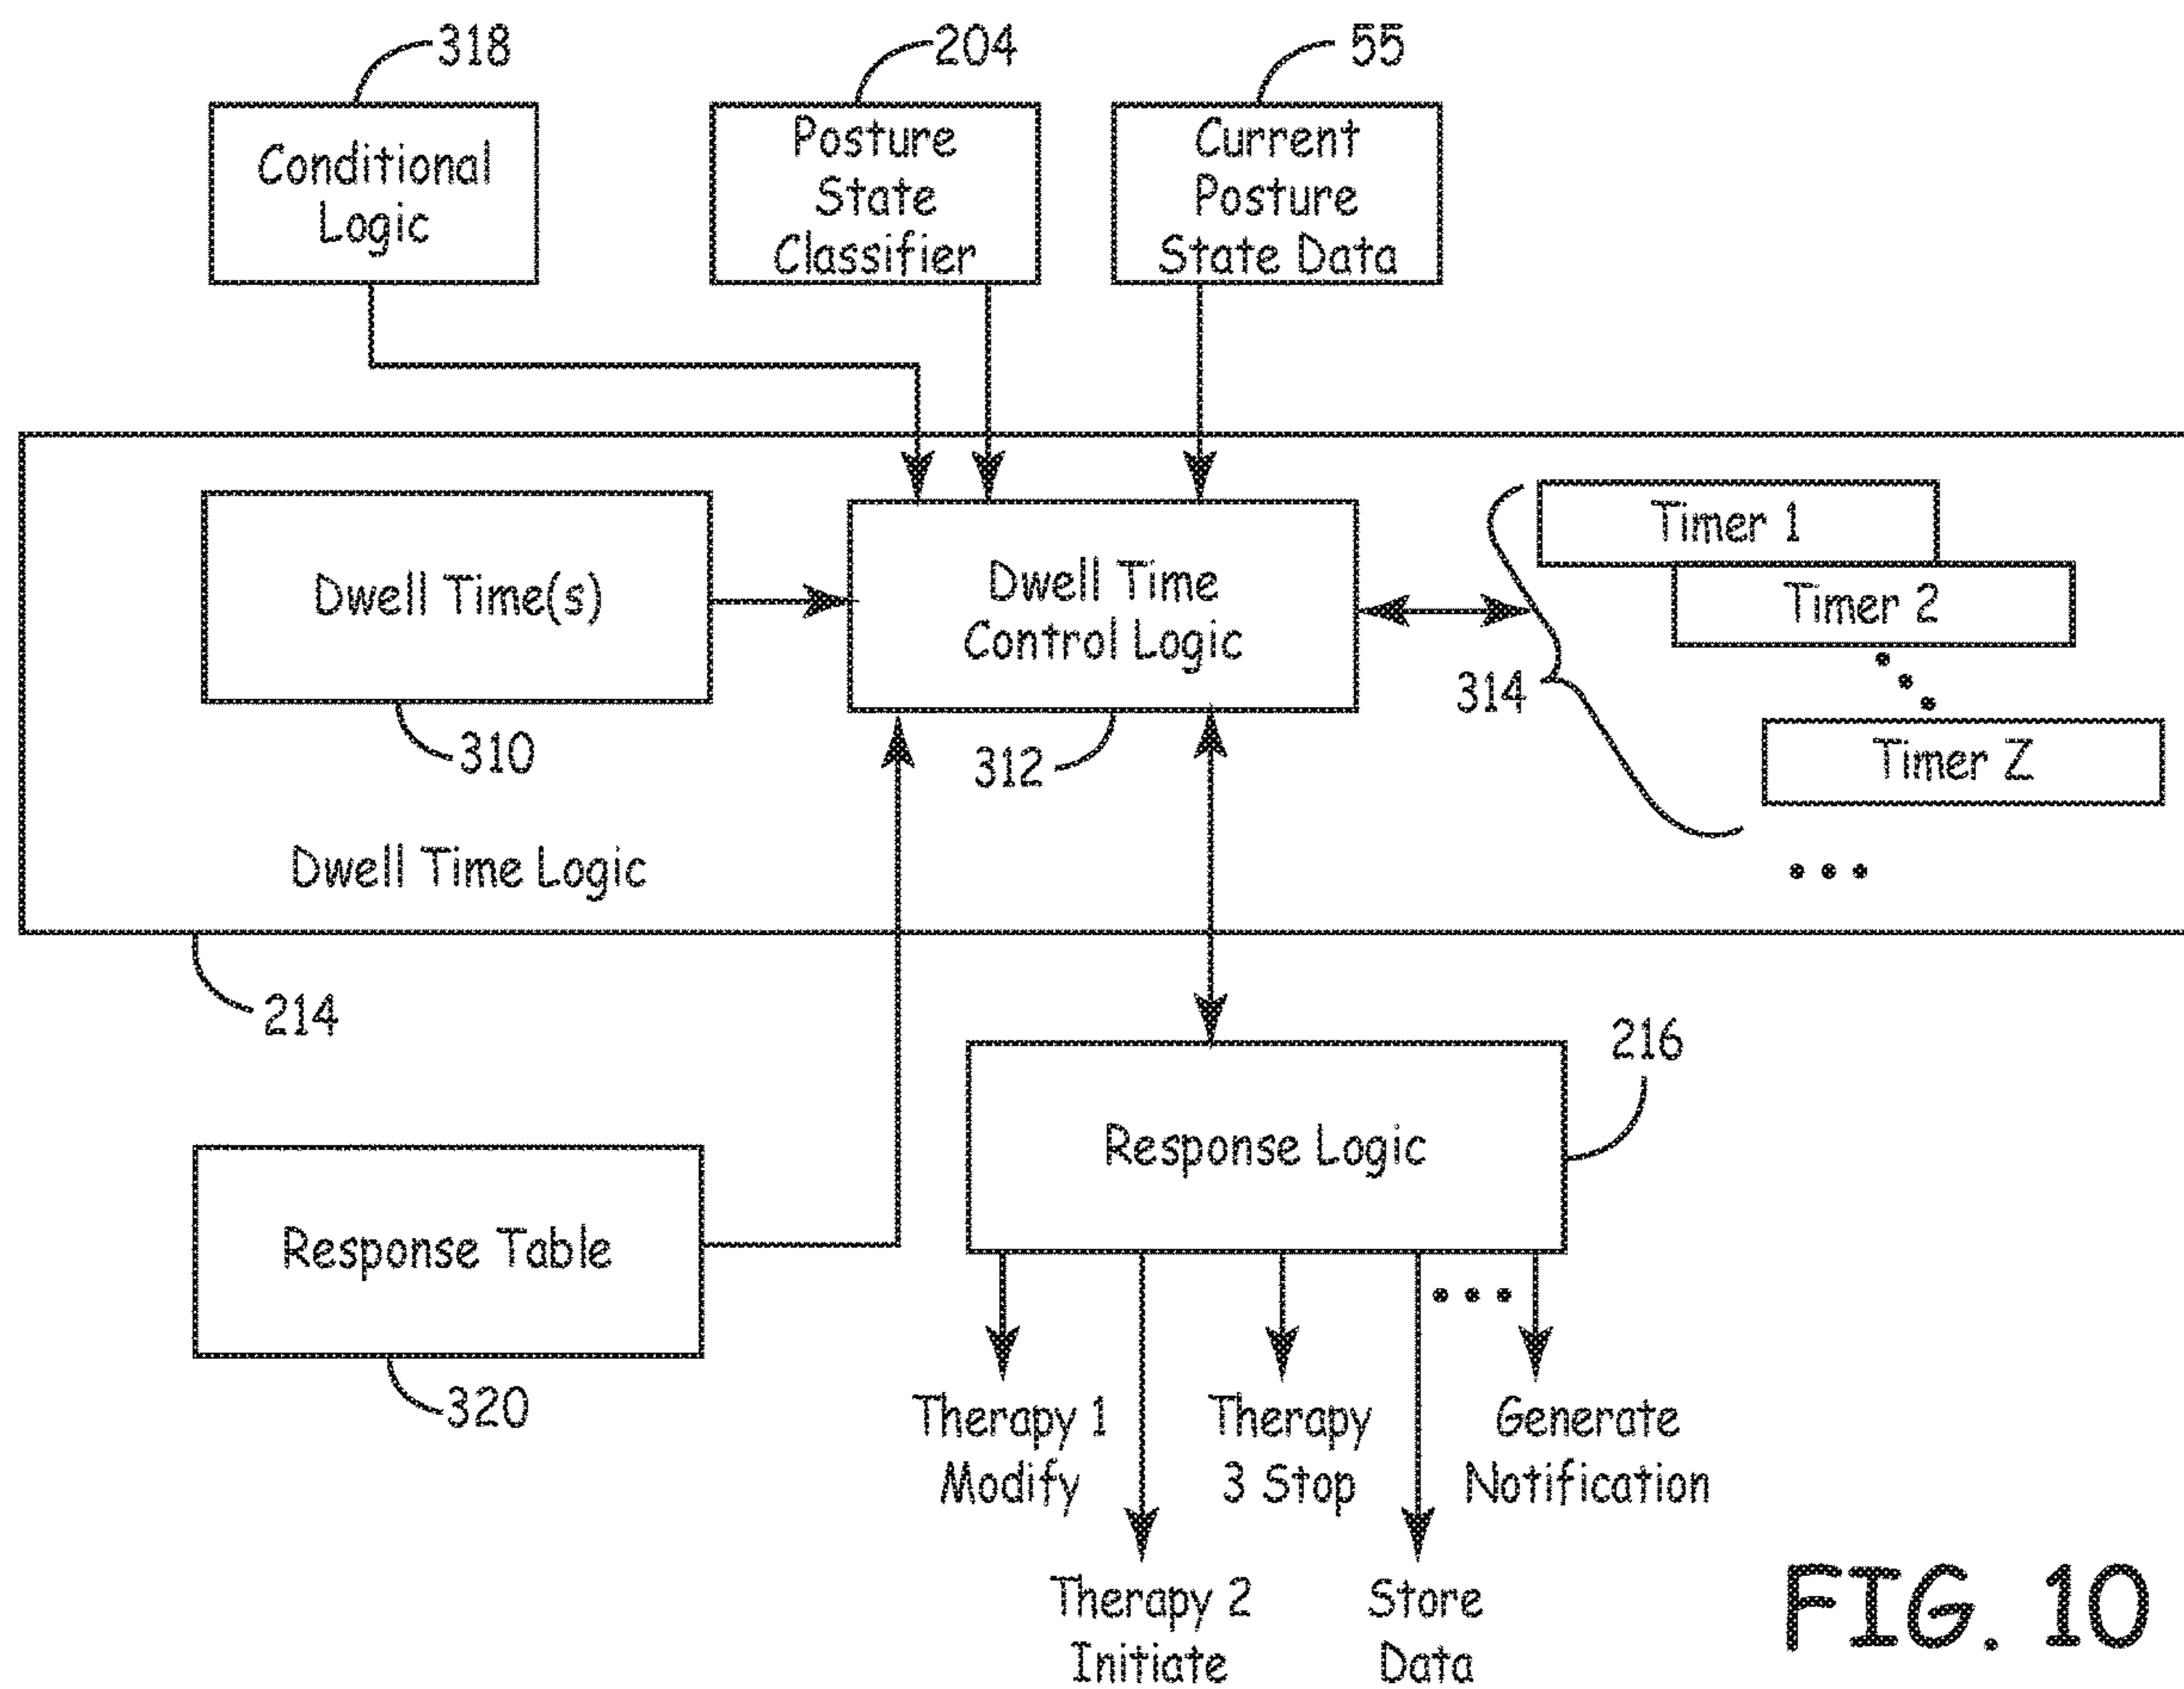 318
204
55
Conditional
Logic
Posture
State
Classifier
Current
Posture
State Data
Timer 1
Timer 2
Timer Z
Dwell Time(s)
Dwell Time
Control Logic
314
310
312
Dwell Time Logic
214
216
Response Logic
Response Table
320
Therapy 1
Modify
Therapy
3 Stop
Generate
Notification
Therapy 2
Initiate
Store
Data
FIG. 10